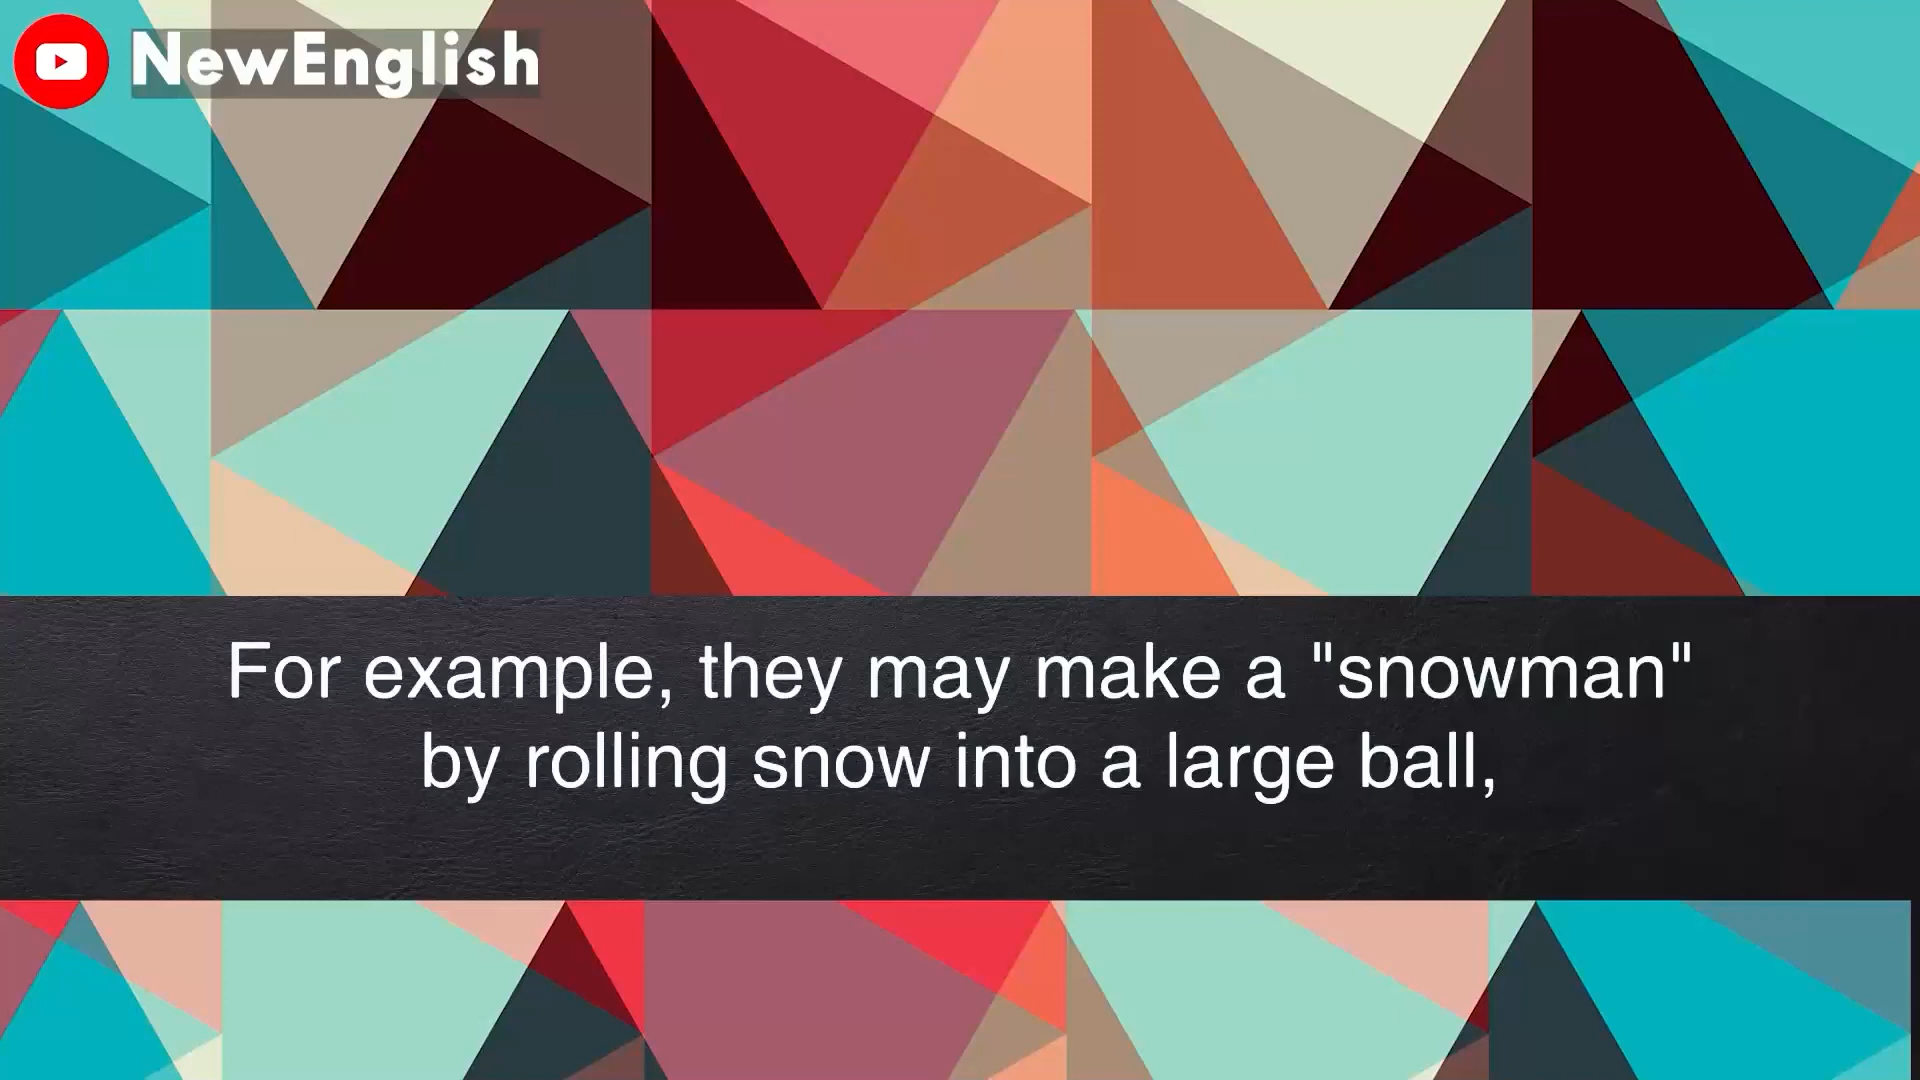 NewEnglish
For example, they may make a "snowman"
by rolling snow into a large ball,